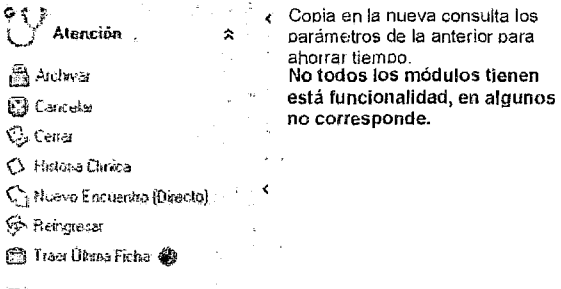 Atención
Archivar
Cancelar
Cerrar
Historia Clínica
Nuevo Encuentro (Directo)
Reingresar
Traer Última Ficha
Copia en la nueva consulta los
parámetros de la anterior para
ahorrar tiempo.
No todos los módulos tienen
está funcionalidad, en algunos
no corresponde.